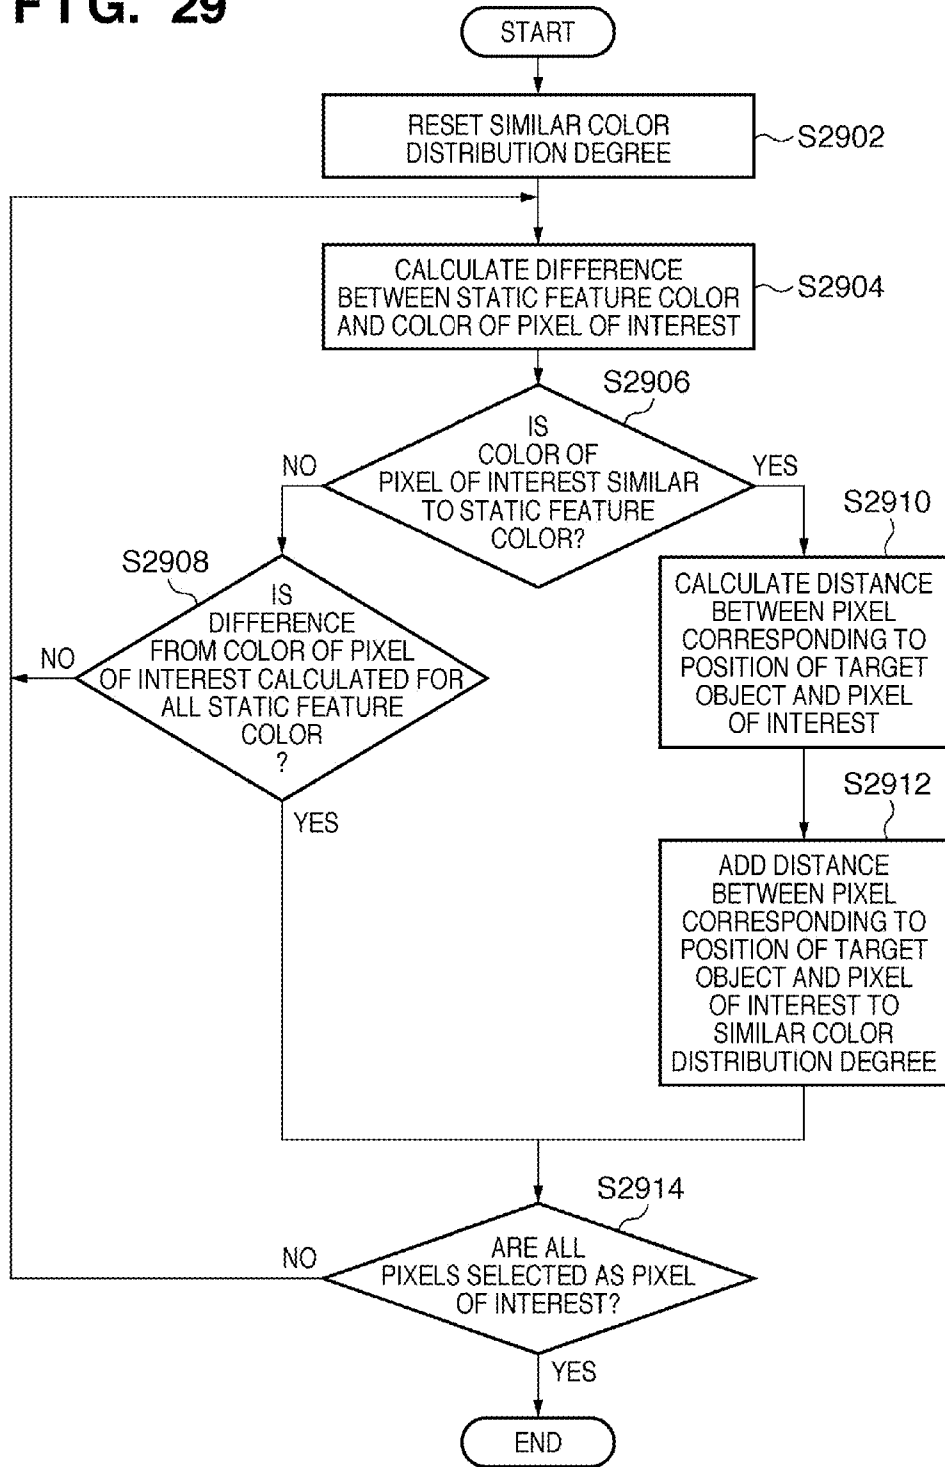 FIG. 29
START
RESET SIMILAR COLOR
DISTRIBUTION DEGREE
S2902
CALCULATE DIFFERENCE
BETWEEN STATIC FEATURE COLOR
AND COLOR OF PIXEL OF INTEREST
S2904
S2906
IS
COLOR OF
PIXEL OF INTEREST SIMILAR
TO STATIC FEATURE
COLOR?
NO
YES
S2908
IS
DIFFERENCE
FROM COLOR OF PIXEL
OF INTEREST CALCULATED FOR
ALL STATIC FEATURE
COLOR
?
NO
YES
S2910
CALCULATE DISTANCE
BETWEEN PIXEL
CORRESPONDING TO
POSITION OF TARGET
OBJECT AND PIXEL
OF INTEREST
S2912
ADD DISTANCE
BETWEEN PIXEL
CORRESPONDING TO
POSITION OF TARGET
OBJECT AND PIXEL
OF INTEREST TO
SIMILAR COLOR
DISTRIBUTION DEGREE
S2914
ARE ALL
PIXELS SELECTED AS PIXEL
OF INTEREST?
NO
YES
END